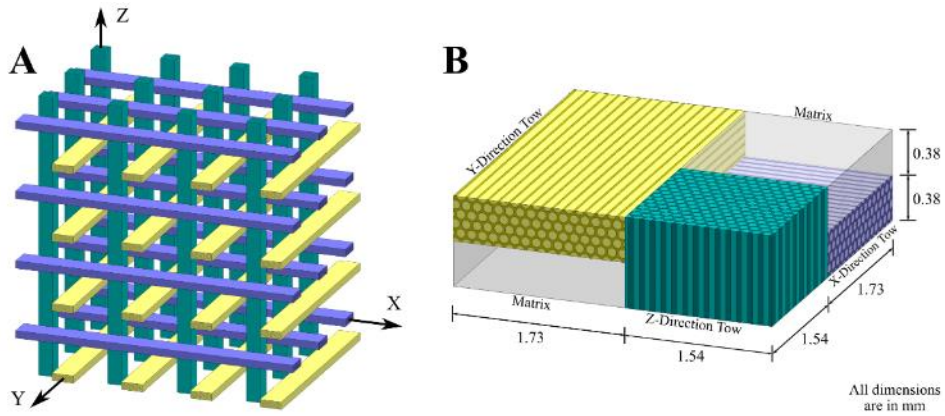 A
Z
X
Y
B
Y-Direction Tow
Matrix
0.38
0.38
X-Direction Tow
1.73
Matrix
Z-Direction Tow
1.54
1.73
1.54
All dimensions
are in mm